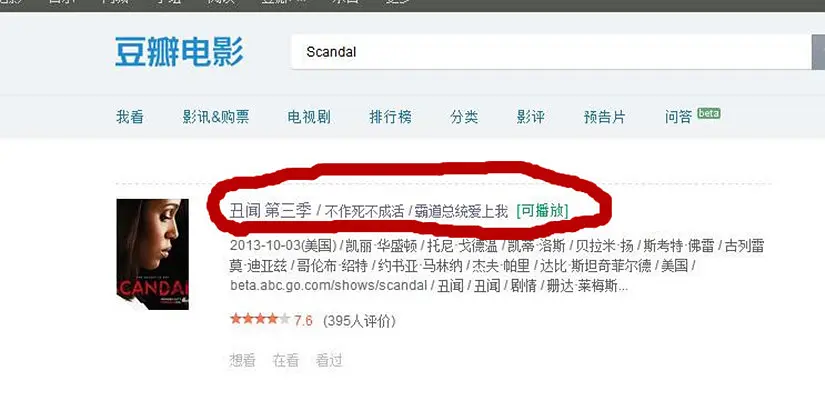 豆瓣电影
Scandal
我看 影讯&购票 电视剧 排行榜 分类 影评 预告片 问答 beta
丑闻 第三季 / 不作死不成活 / 霸道总统爱上我 [可播放]
2013-10-03(美国) / 凯丽·华盛顿 / 托尼·戈德温 / 凯蒂·洛斯 / 贝拉米·扬 / 斯考特·佛雷 / 古列雷
莫·迪亚兹 / 哥伦布·绍特 / 约书亚·马林纳 / 杰夫·帕里 / 达比·斯坦奇菲尔德 / 美国 /
beta.abc.go.com/shows/scandal / 丑闻 / 丑闻 / 剧情 / 珊达·莱梅斯...
SCANDAL
7.6 (395人评价)
想看 在看 看过